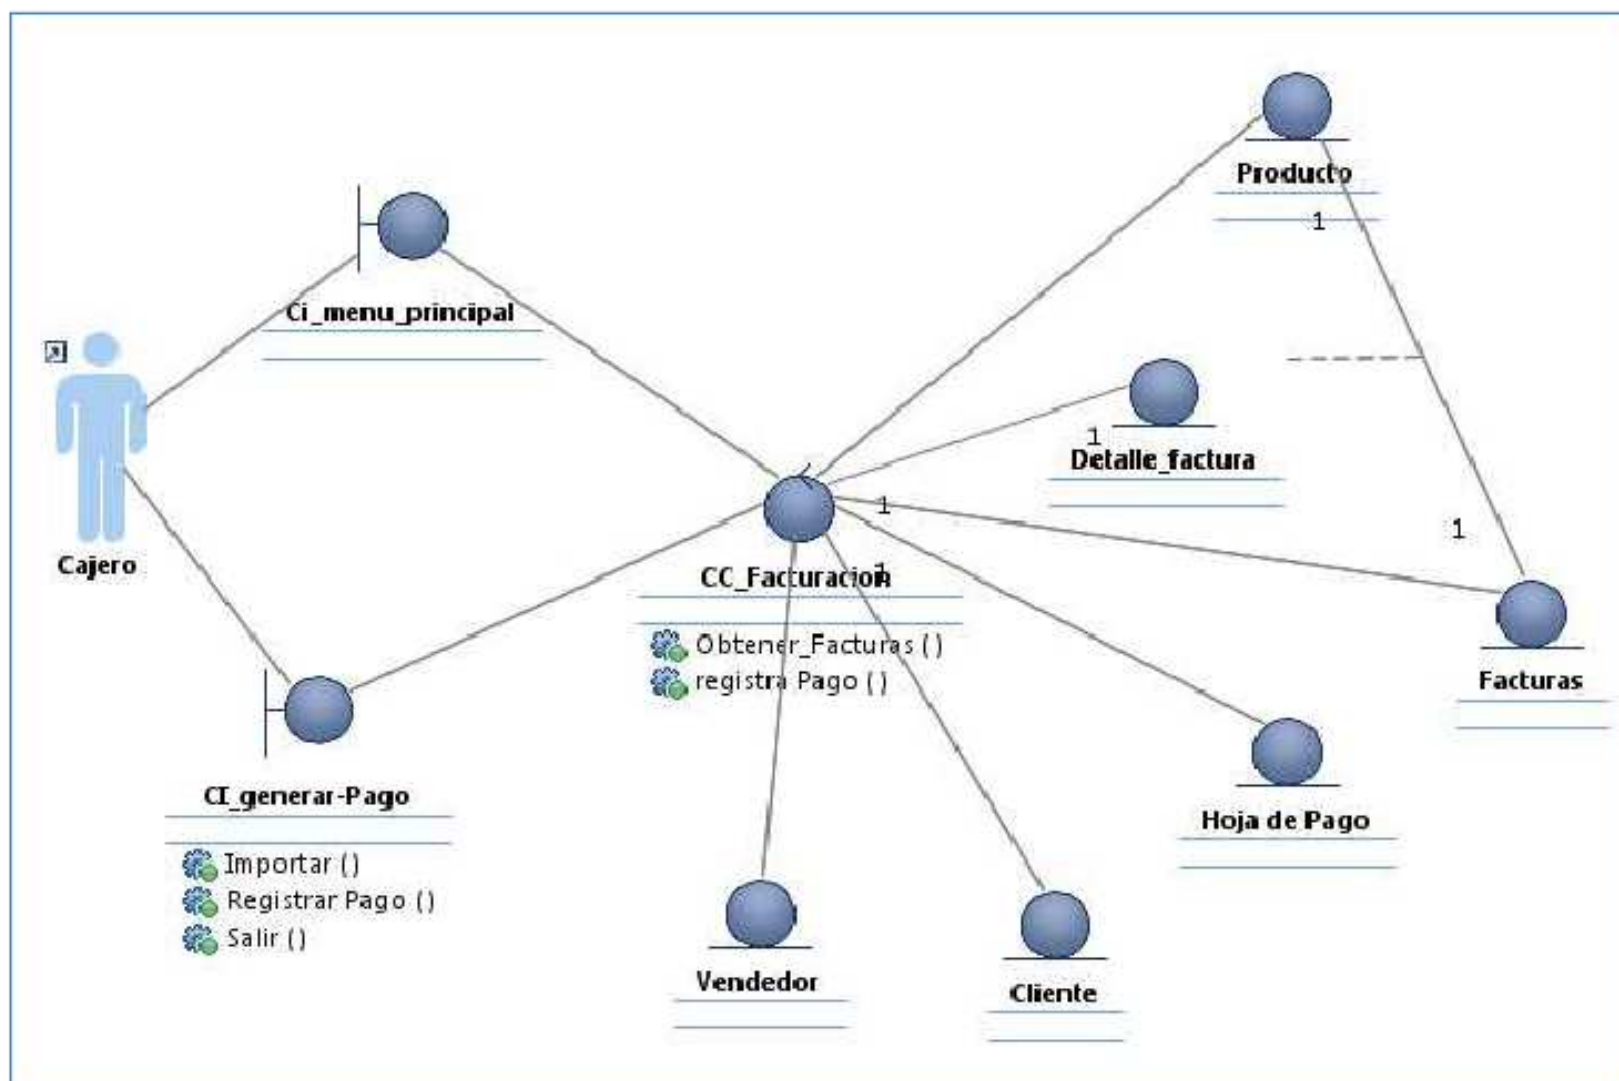 Producto
1
Ci_menu_principal
1
Detalle_factura
1
1
Cajero
CC_Facturacion
1
Obtener_Facturas ()
registra Pago ()
Facturas
CI_generar-Pago
Hoja de Pago
Importar ()
Registrar Pago ()
Salir ()
Vendedor
Cliente